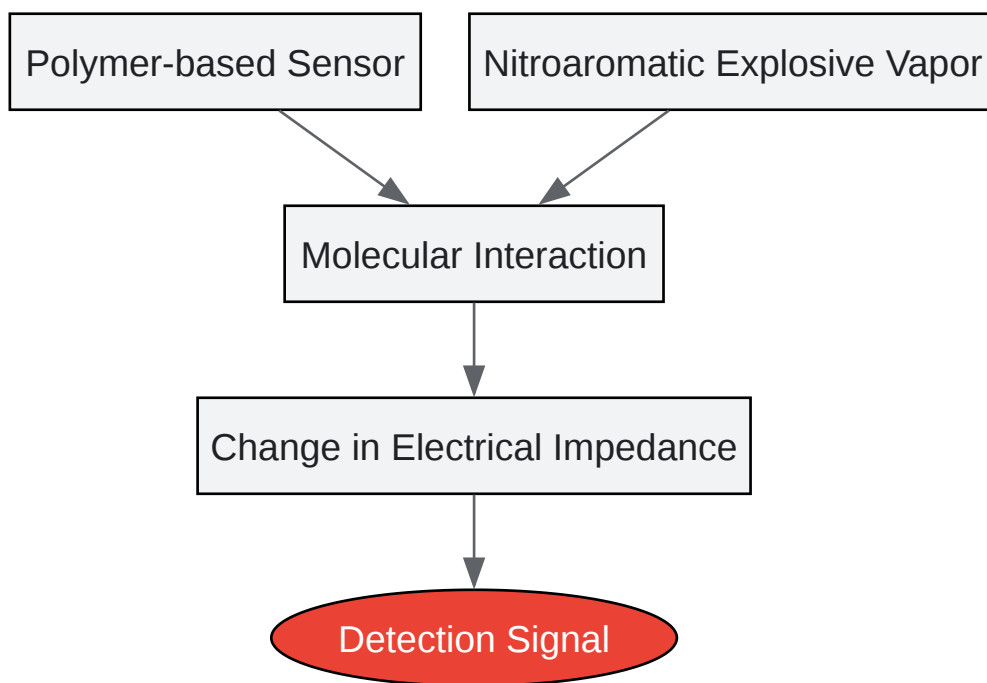 Polymer-based Sensor
Nitroaromatic Explosive Vapor
Molecular Interaction
Change in Electrical Impedance
Detection Signal